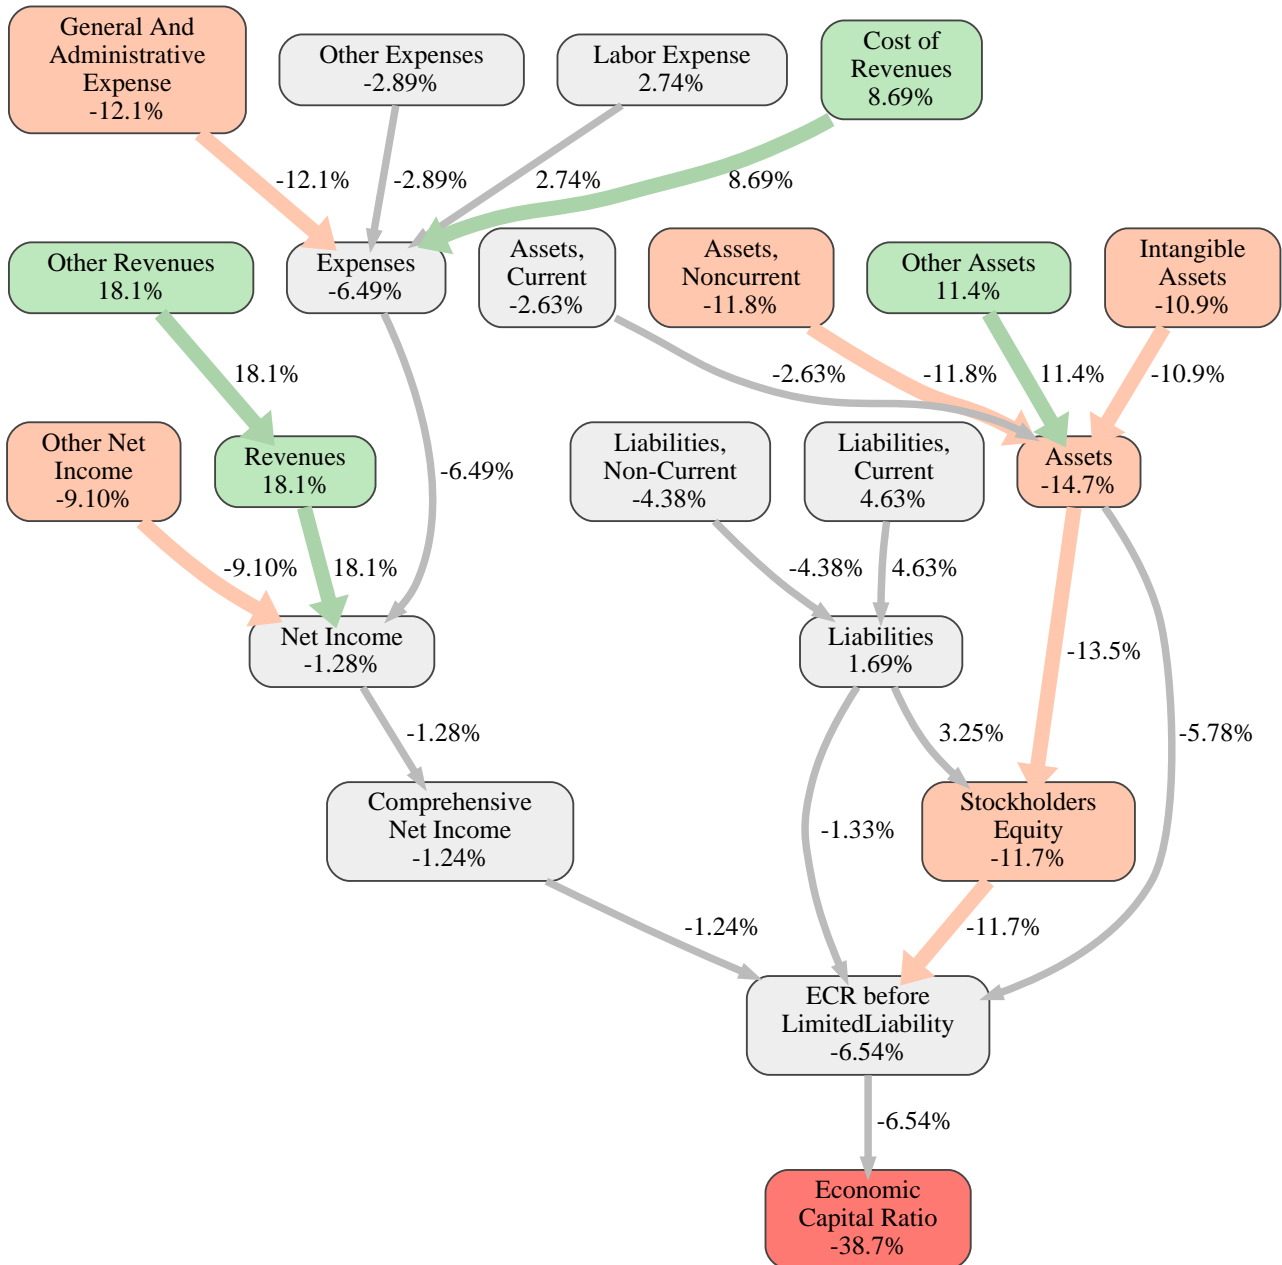 General And
Administrative
Expense
-12.1%
Other Expenses
-2.89%
Labor Expense
2.74%
Cost of
Revenues
8.69%
-12.1%
-2.89%
2.74%
8.69%
Other Revenues
18.1%
Expenses
-6.49%
Assets,
Current
-2.63%
Assets,
Noncurrent
-11.8%
Other Assets
11.4%
Intangible
Assets
-10.9%
18.1%
-2.63%
-11.8%
11.4%
-10.9%
Other Net
Income
-9.10%
Revenues
18.1%
-6.49%
Liabilities,
Non-Current
-4.38%
Liabilities,
Current
4.63%
Assets
-14.7%
-9.10%
18.1%
-4.38%
4.63%
Net Income
-1.28%
Liabilities
1.69%
-13.5%
-1.28%
3.25%
-5.78%
Comprehensive
Net Income
-1.24%
-1.33%
Stockholders
Equity
-11.7%
-1.24%
-11.7%
ECR before
LimitedLiability
-6.54%
-6.54%
Economic
Capital Ratio
-38.7%